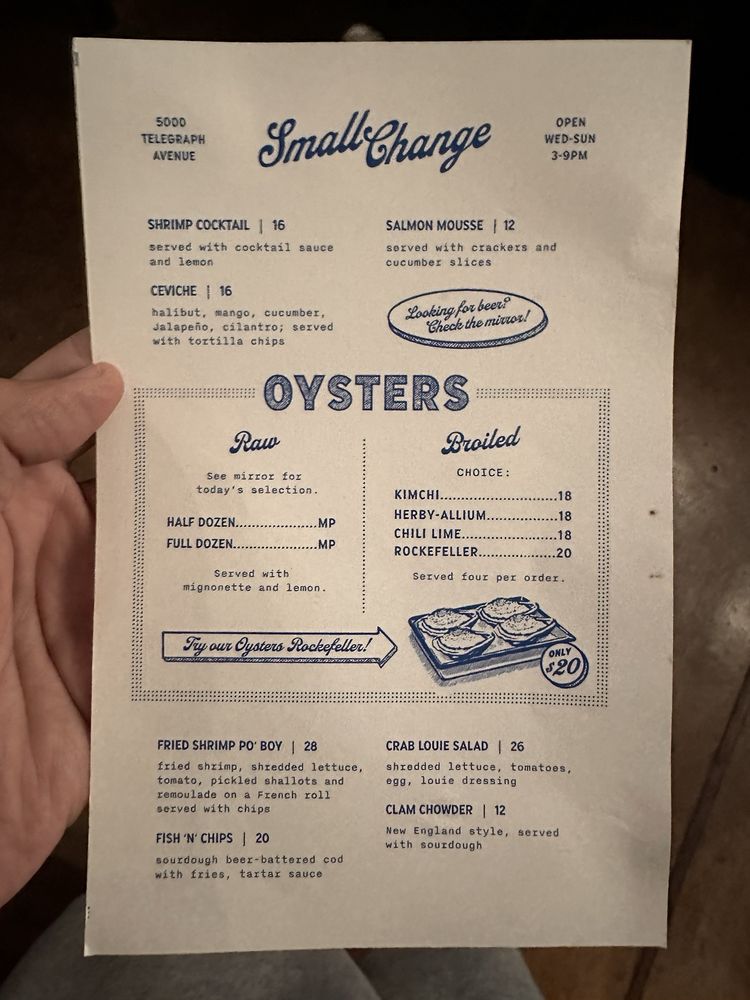 5000
TELEGRAPH
AVENUE
Small Change
OPEN
WED-SUN
3-9PM
SHRIMP COCKTAIL | 16
served with cocktail sauce
and lemon
CEVICHE | 16
halibut, mango, cucumber,
Jalapeño, cilantro; served
with tortilla chips
SALMON MOUSSE | 12
served with crackers and
cucumber slices
Looking for beer?
Check the mirror!
OYSTERS
Raw
See mirror for
today's selection.
HALF DOZEN.....................MP
FULL DOZEN.....................MP
Served with
mignonette and lemon.
Broiled
CHOICE:
KIMCHI..............................18
HERBY-ALLIUM..................18
CHILI LIME.........................18
ROCKEFELLER...................20
Served four per order.
Try our Oysters Rockefeller!
ONLY
$20
FRIED SHRIMP PO' BOY | 28
fried shrimp, shredded lettuce,
tomato, pickled shallots and
remoulade on a French roll
served with chips
FISH 'N' CHIPS | 20
sourdough beer-battered cod
with fries, tartar sauce
CRAB LOUIE SALAD | 26
shredded lettuce, tomatoes,
egg, louie dressing
CLAM CHOWDER | 12
New England style, served
with sourdough